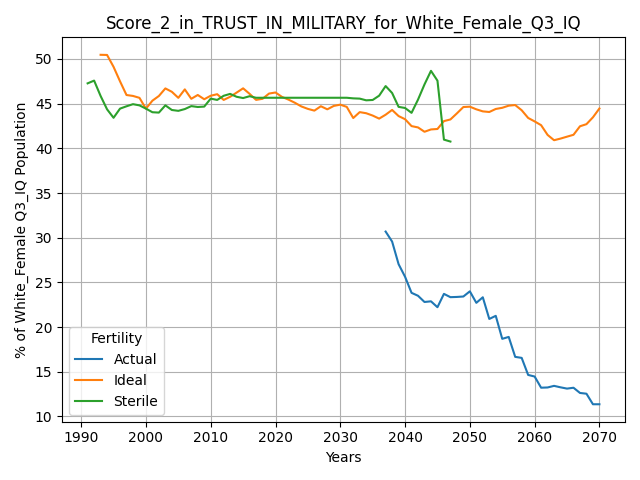 Score_2_in_TRUST_IN_MILITARY_for_White_Female_Q3_IQ
% of White_Female Q3_IQ Population
50
45
40
35
30
25
20
15
10
Fertility
Actual
Ideal
Sterile
1990 2000 2010 2020 2030 2040 2050 2060 2070
Years